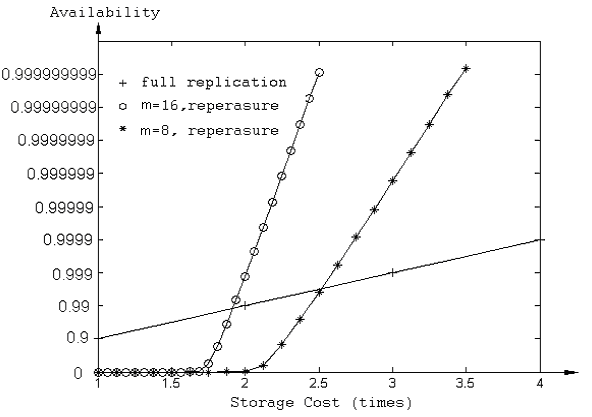 Availability
0.999999999
0.99999999
0.9999999
0.999999
0.99999
0.9999
0.999
0.99
0.9
0
full replication
m=16,reperasure
m=8, reperasure
1 1.5 2 2.5 3 3.5 4
Storage Cost (times)